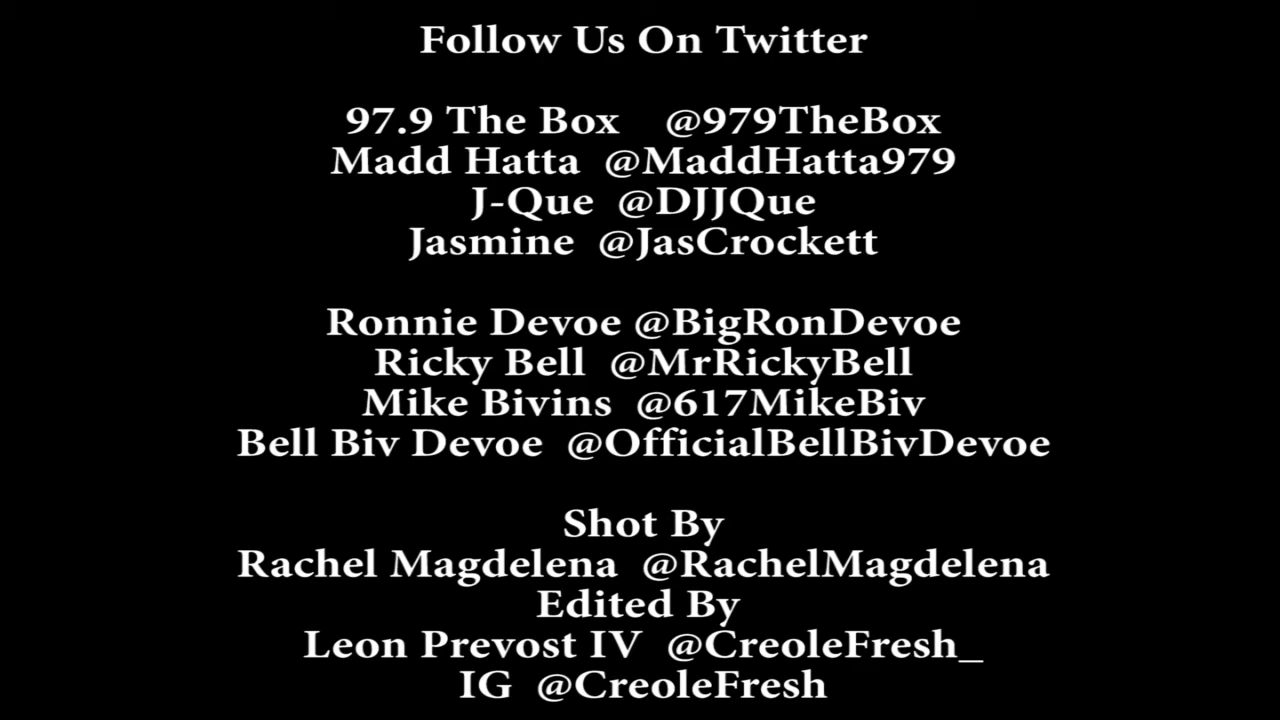 Follow Us On Twitter
97.9 The Box @979TheBox
Madd Hatta @MaddHatta979
J-Que @DJJQue
Jasmine @JasCrockett
Ronnie Devoe @BigRonDevoe
Ricky Bell @MrRickyBell
Mike Bivins @617MikeBiv
Bell Biv Devoe @OfficialBellBivDevoe
Shot By
Rachel Magdelena @RachelMagdelena
Edited By
Leon Prevost IV @CreoleFresh_
IG @CreoleFresh